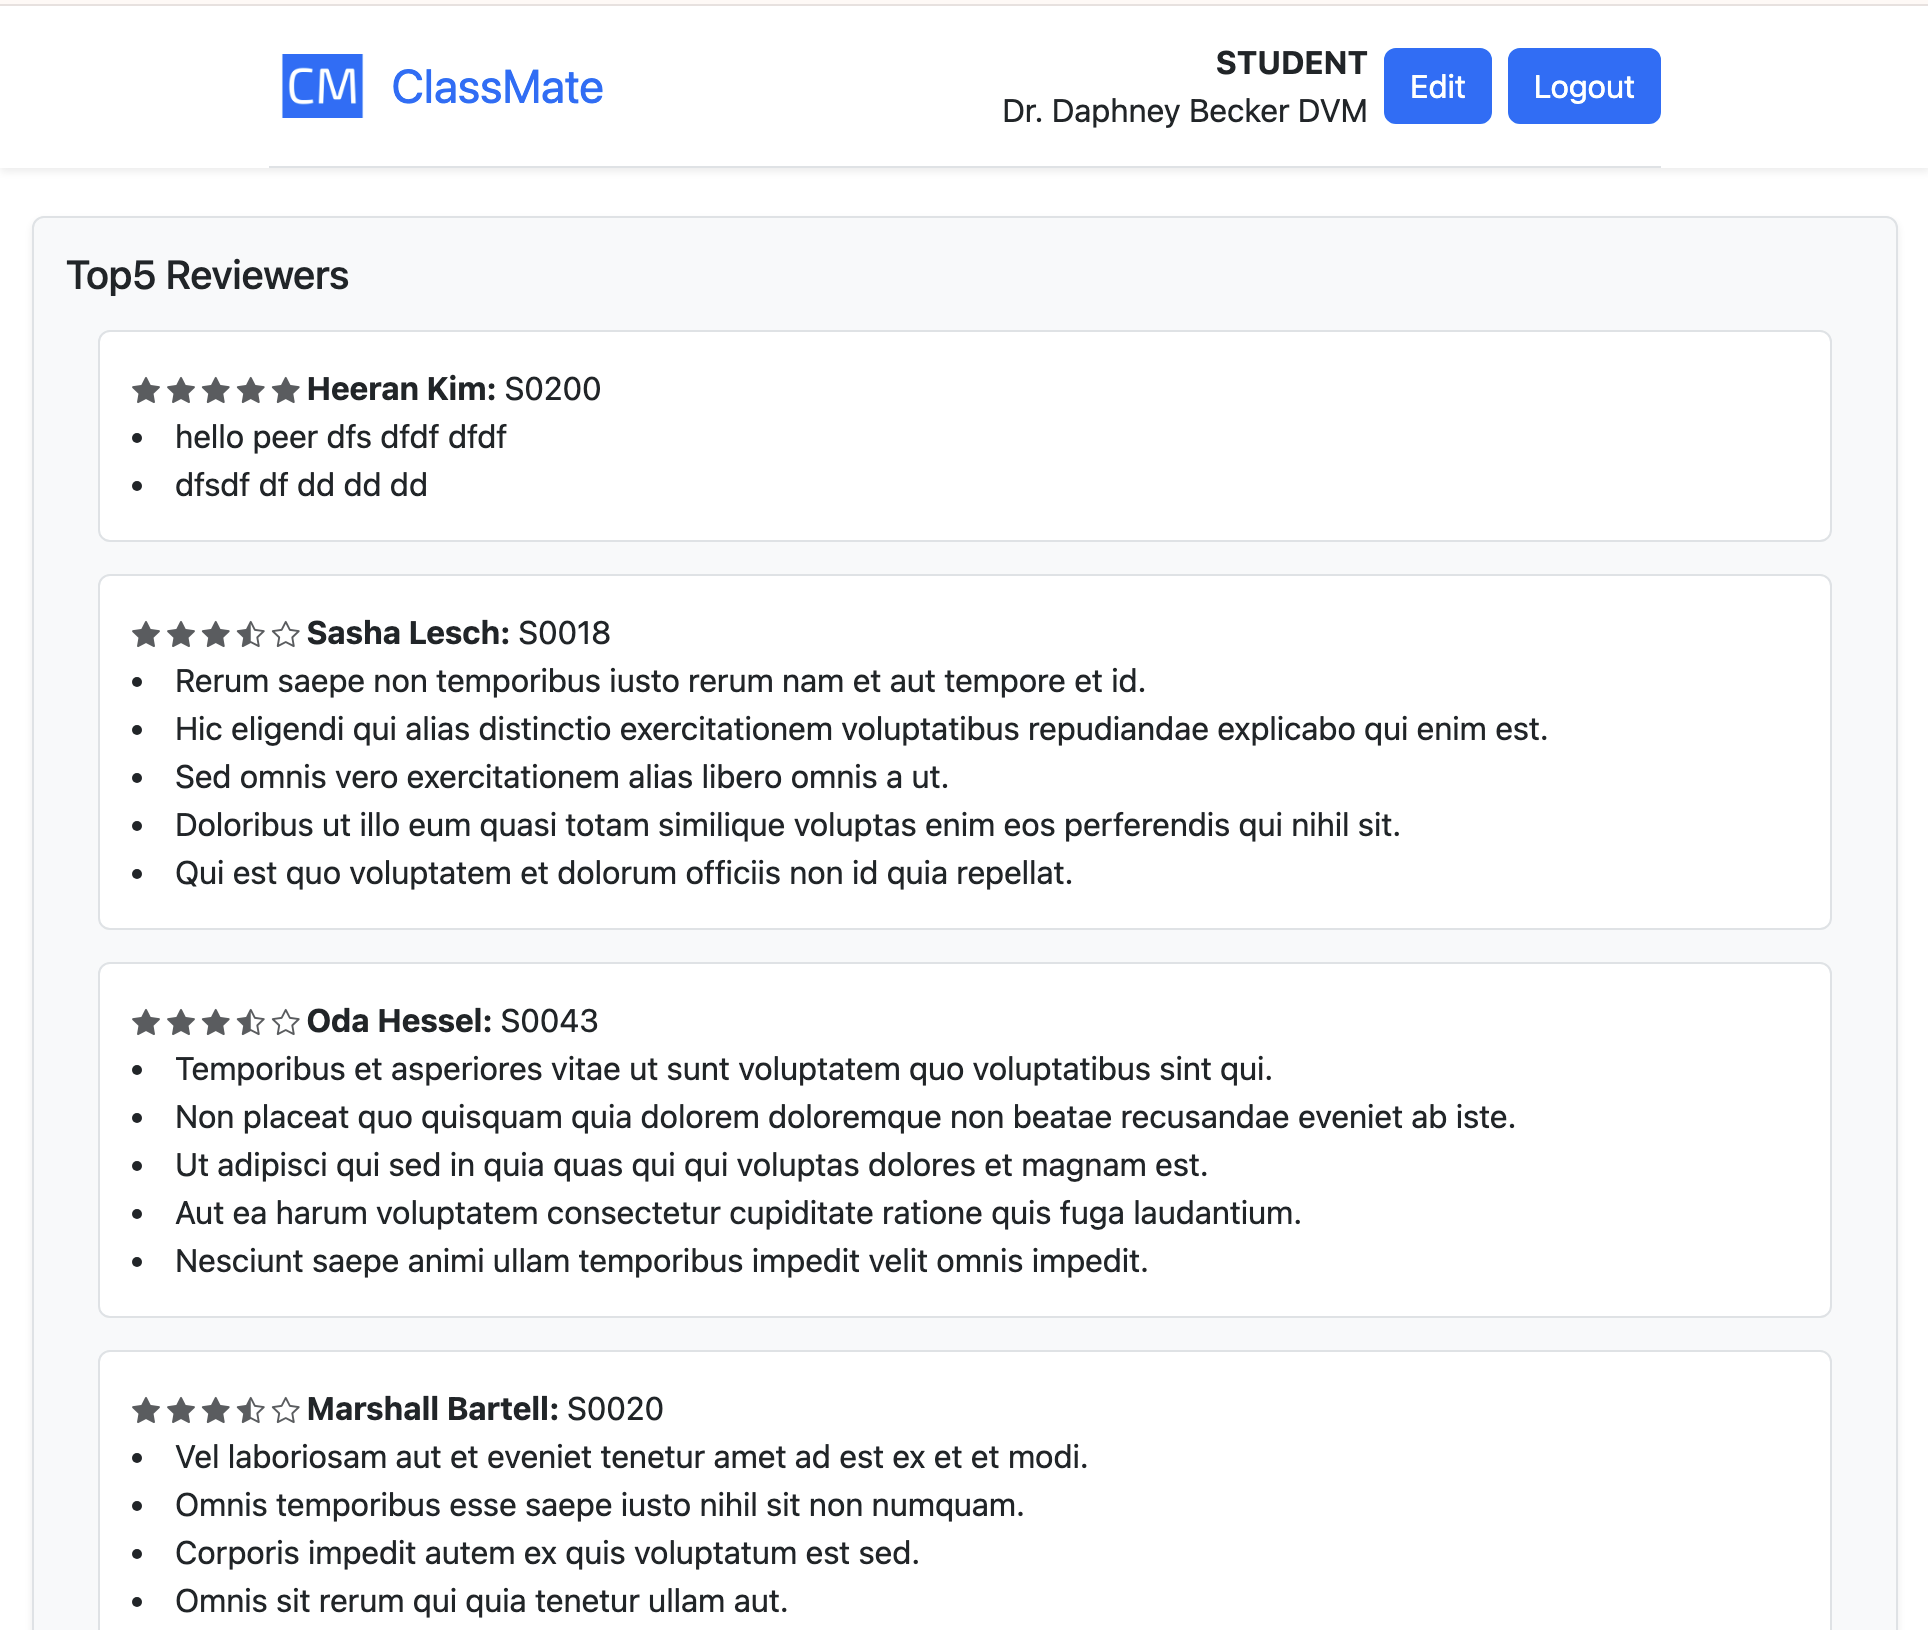 CM ClassMate
STUDENT
Dr. Daphney Becker DVM
Edit
Logout
Top5 Reviewers
Heeran Kim: S0200
• hello peer dfs dfdf dfdf
• dfsdf df dd dd dd
Sasha Lesch: S0018
• Rerum saepe non temporibus iusto rerum nam et aut tempore et id.
• Hic eligendi qui alias distinctio exercitationem voluptatibus repudiandae explicabo qui enim est.
• Sed omnis vero exercitationem alias libero omnis a ut.
• Doloribus ut illo eum quasi totam similique voluptas enim eos perferendis qui nihil sit.
• Qui est quo voluptatem et dolorum officiis non id quia repellat.
Oda Hessel: S0043
• Temporibus et asperiores vitae ut sunt voluptatem quo voluptatibus sint qui.
• Non placeat quo quisquam quia dolorem doloremque non beatae recusandae eveniet ab iste.
• Ut adipisci qui sed in quia quas qui qui voluptas dolores et magnam est.
• Aut ea harum voluptatem consectetur cupiditate ratione quis fuga laudantium.
• Nesciunt saepe animi ullam temporibus impedit velit omnis impedit.
Marshall Bartell: S0020
• Vel laboriosam aut et eveniet tenetur amet ad est ex et et modi.
• Omnis temporibus esse saepe iusto nihil sit non numquam.
• Corporis impedit autem ex quis voluptatum est sed.
• Omnis sit rerum qui quia tenetur ullam aut.